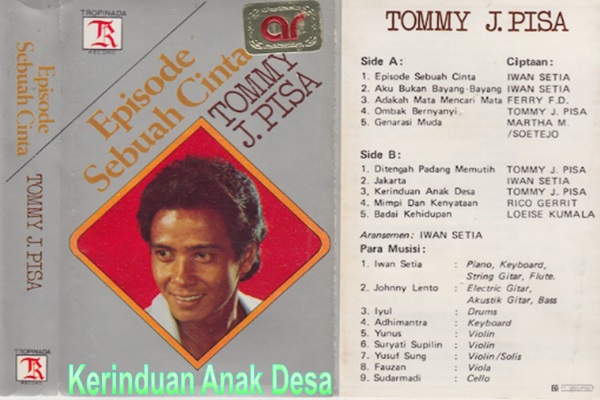 TROPINADA
TR
RECORD
Episode
Sebuah Cinta
TOMMY J. PISA
TROPINADA
TR
RECORD
TROPINADA
TR
RECORD
ar
Episode
Sebuah Cinta
TOMMY
J. PISA
Kerinduan Anak Desa
TOMMY J. PISA
Side A: Ciptaan:
1. Episode Sebuah Cinta IWAN SETIA
2. Aku Bukan Bayang-Bayang IWAN SETIA
3. Adakah Mata Mencari Mata FERRY F.D.
4. Ombak Bernyanyi TOMMY J. PISA
5. Genarasi Muda MARTHA M.
/SOETEJO
Side B:
1. Ditengah Padang Memutih TOMMY J. PISA
2. Jakarta IWAN SETIA
3, Kerinduan Anak Desa TOMMY J. PISA
4. Mimpi Dan Kenyataan RICO GERRIT
5. Badai Kehidupan LOEISE KUMALA
Aransemen: IWAN SETIA
Para Musisi:
1. Iwan Setia : Piano, Keyboard,
String Gitar, Flute.
2. Johnny Lento : Electric Gitar,
Akustik Gitar, Bass
3. Iyul : Drums
4. Adhimantra : Keyboard
5. Yunus : Violin
6. Suryati Supilin : Violin
7. Yusuf Sung : Violin/Solis
8. Fauzan : Viola
9. Sudarmadi : Cello